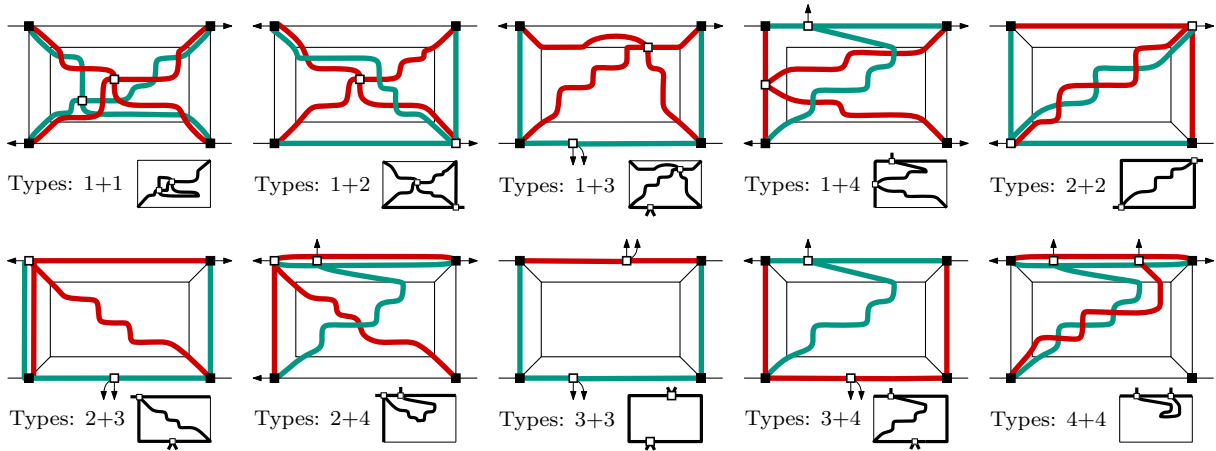 Types: 1+1
Types: 1+2
Types: 1+3
Types: 1+4
Types: 2+2
Types: 2+3
Types: 2+4
Types: 3+3
Types: 3+4
Types: 4+4